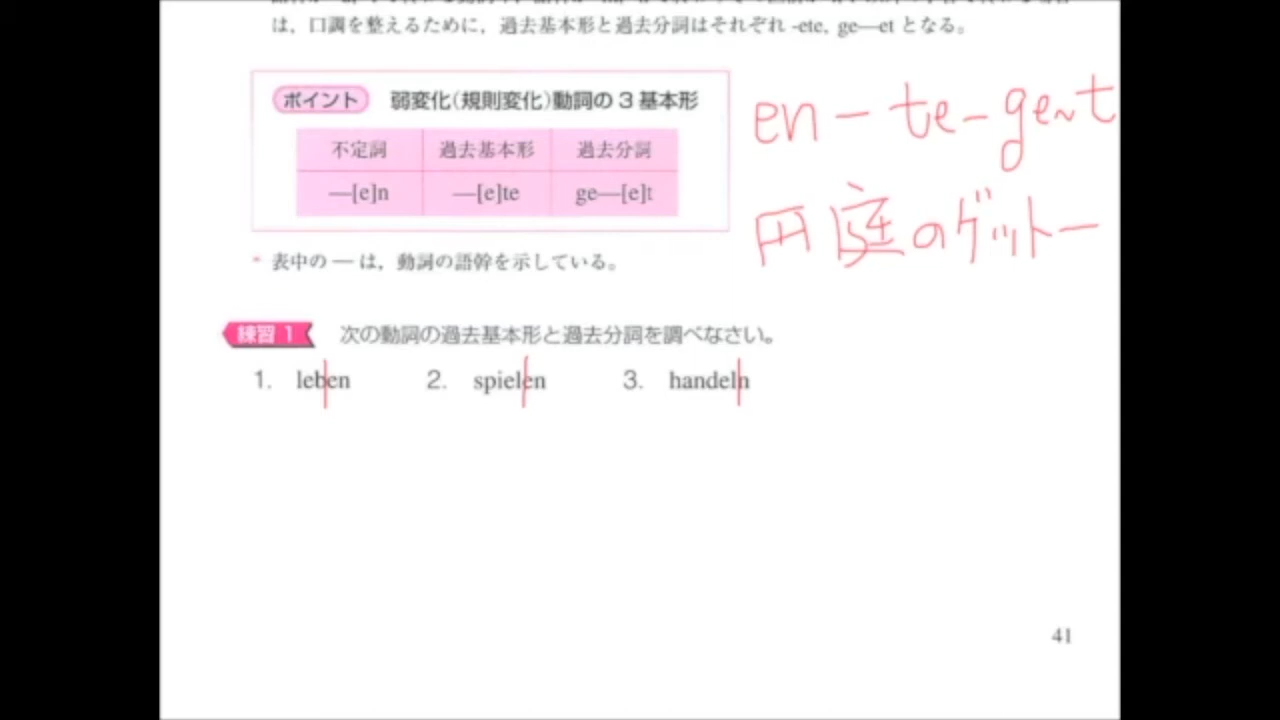 は，口調を整えるために，過去基本形と過去分詞はそれぞれ -ete, ge—et となる。
ポイント 弱変化（規則変化）動詞の 3 基本形
不定詞 過去基本形 過去分詞
—[e]n —[e]te ge—[e]t
* 表中の — は，動詞の語幹を示している。
en － te － ge~t
円 庭のゲットー
練習 1 次の動詞の過去基本形と過去分詞を調べなさい。
1. leben 2. spielen 3. handeln
41